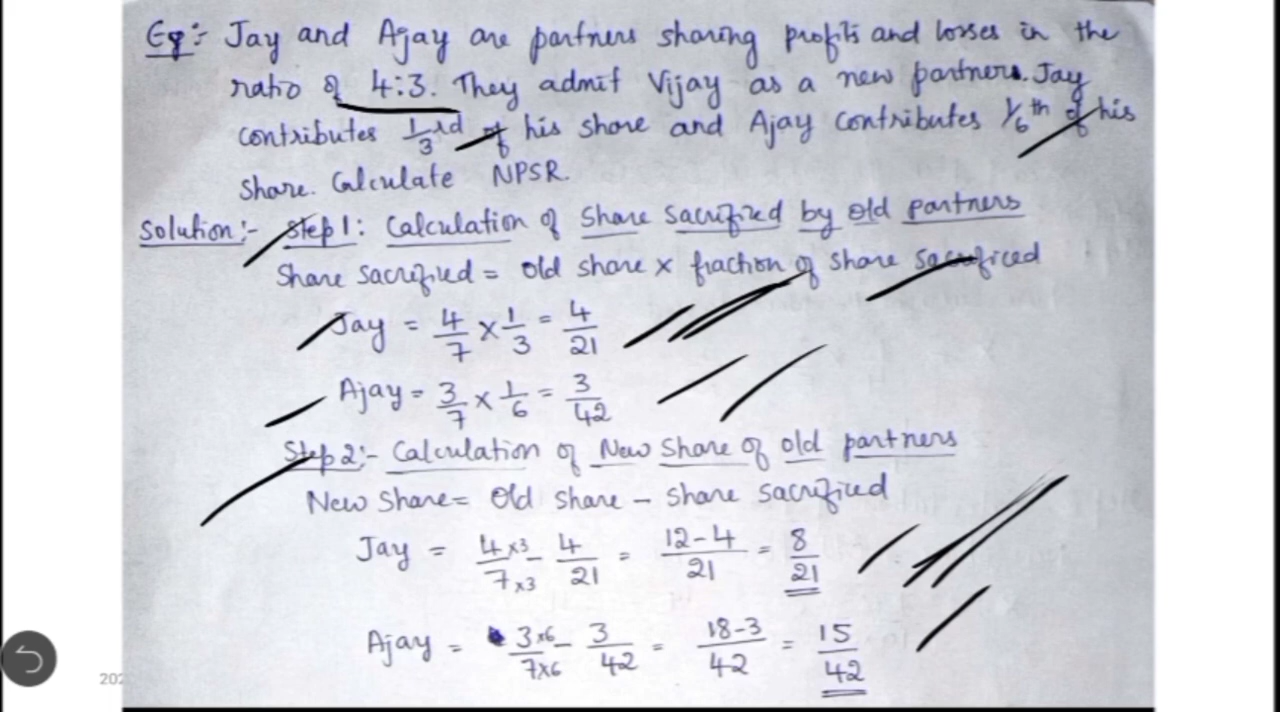 Eg:- Jay and Ajay are partners sharing profits and losses in the
ratio of 4:3. They admit Vijay as a new partners. Jay
contributes 1/3rd of his share and Ajay contributes 1/6th of his
share. Calculate NPSR.
Solution:- Step 1: Calculation of Share Sacrifized by old partners
Share Sacrifized = old share × fraction of share sacrificed
Jay = 4/7 × 1/3 = 4/21
Ajay = 3/7 × 1/6 = 3/42
Step 2:- Calculation of New Share of old partners
New Share = Old Share - Share sacrificed
Jay = 4×3/7×3 - 4/21 = 12-4/21 = 8/21
Ajay = 3×6/7×6 - 3/42 = 18-3/42 = 15/42
202